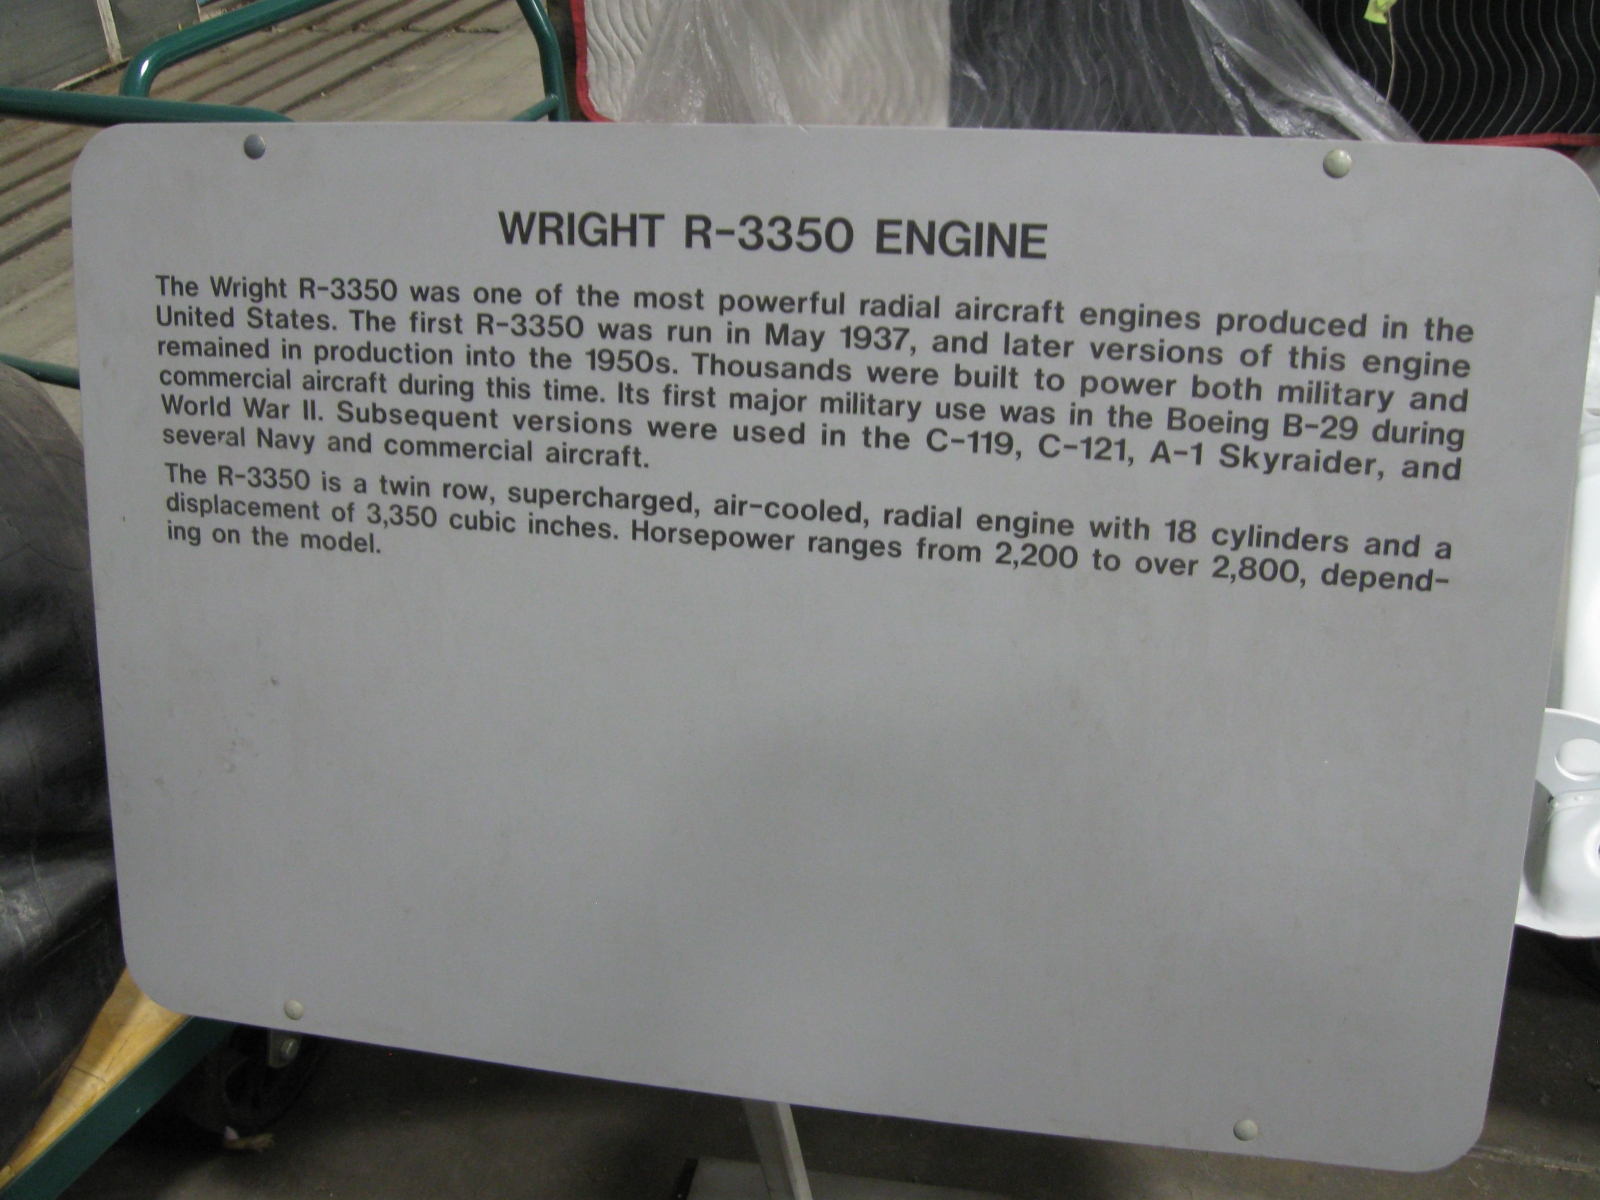 WRIGHT R-3350 ENGINE
The Wright R-3350 was one of the most powerful radial aircraft engines produced in the
United States. The first R-3350 was run in May 1937, and later versions of this engine
remained in production into the 1950s. Thousands were built to power both military and
commercial aircraft during this time. Its first major military use was in the Boeing B-29 during
World War II. Subsequent versions were used in the C-119, C-121, A-1 Skyraider, and
several Navy and commercial aircraft.
The R-3350 is a twin row, supercharged, air-cooled, radial engine with 18 cylinders and a
displacement of 3,350 cubic inches. Horsepower ranges from 2,200 to over 2,800, depend-
ing on the model.